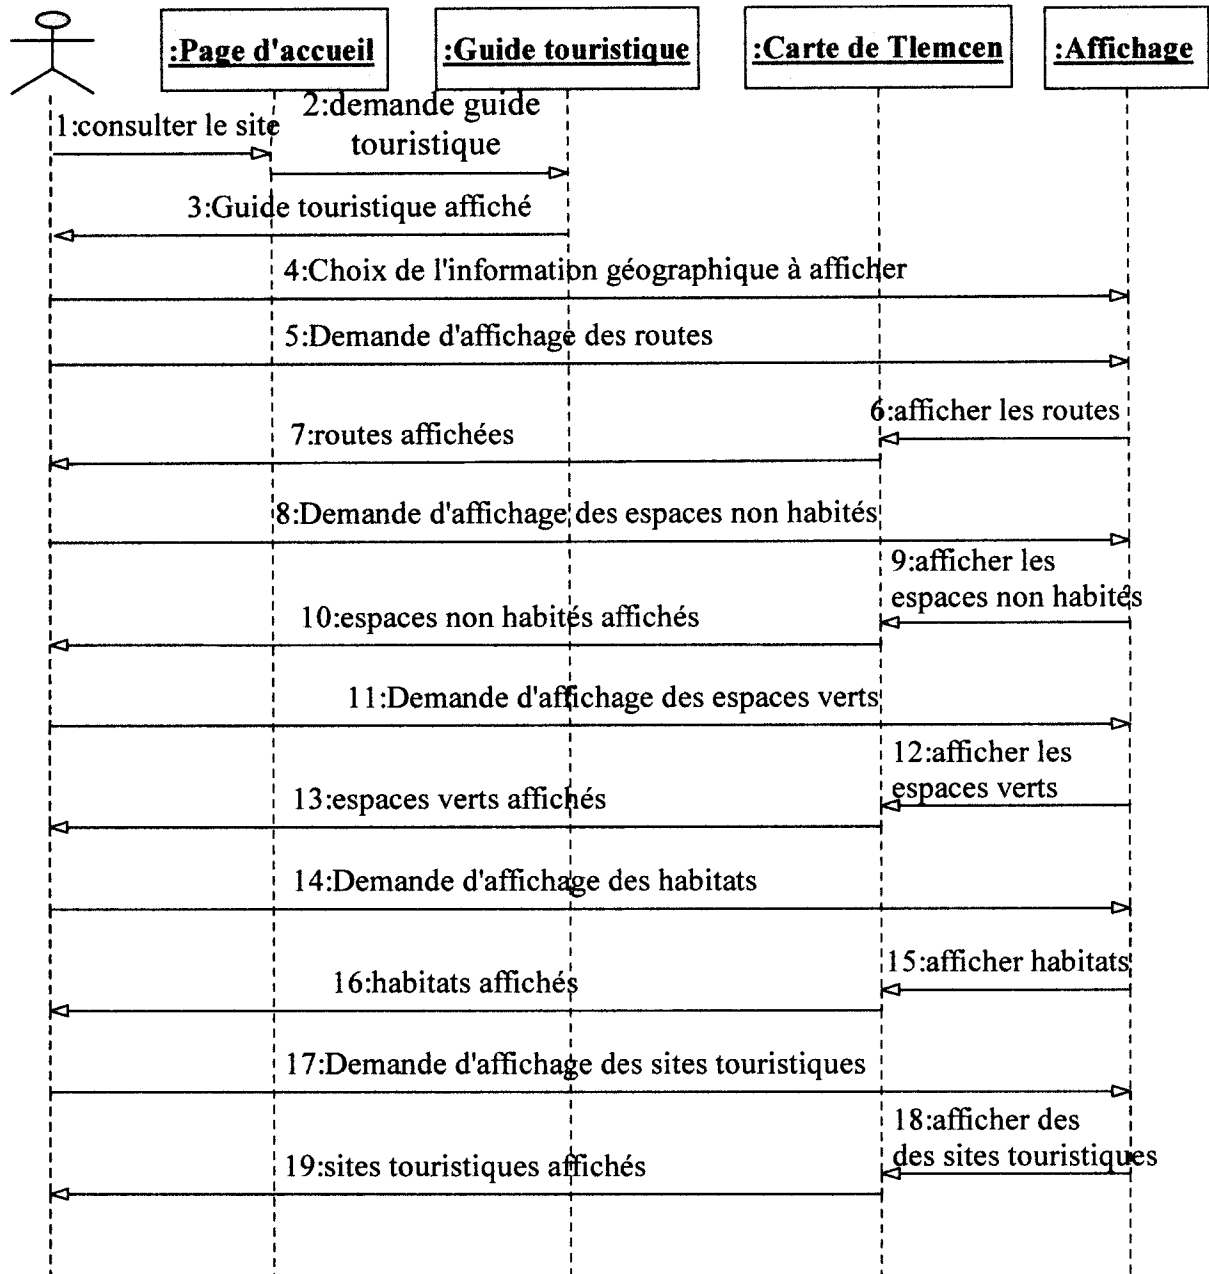 :Page d'accueil
:Guide touristique
:Carte de Tlemcen
:Affichage
1:consulter le site
2:demande guide
touristique
3:Guide touristique affiché
4:Choix de l'information géographique à afficher
5:Demande d'affichage des routes
6:afficher les routes
7:routes affichées
8:Demande d'affichage des espaces non habités
9:afficher les
espaces non habités
10:espaces non habités affichés
11:Demande d'affichage des espaces verts
12:afficher les
espaces verts
13:espaces verts affichés
14:Demande d'affichage des habitats
15:afficher habitats
16:habitats affichés
17:Demande d'affichage des sites touristiques
18:afficher des
des sites touristiques
19:sites touristiques affichés